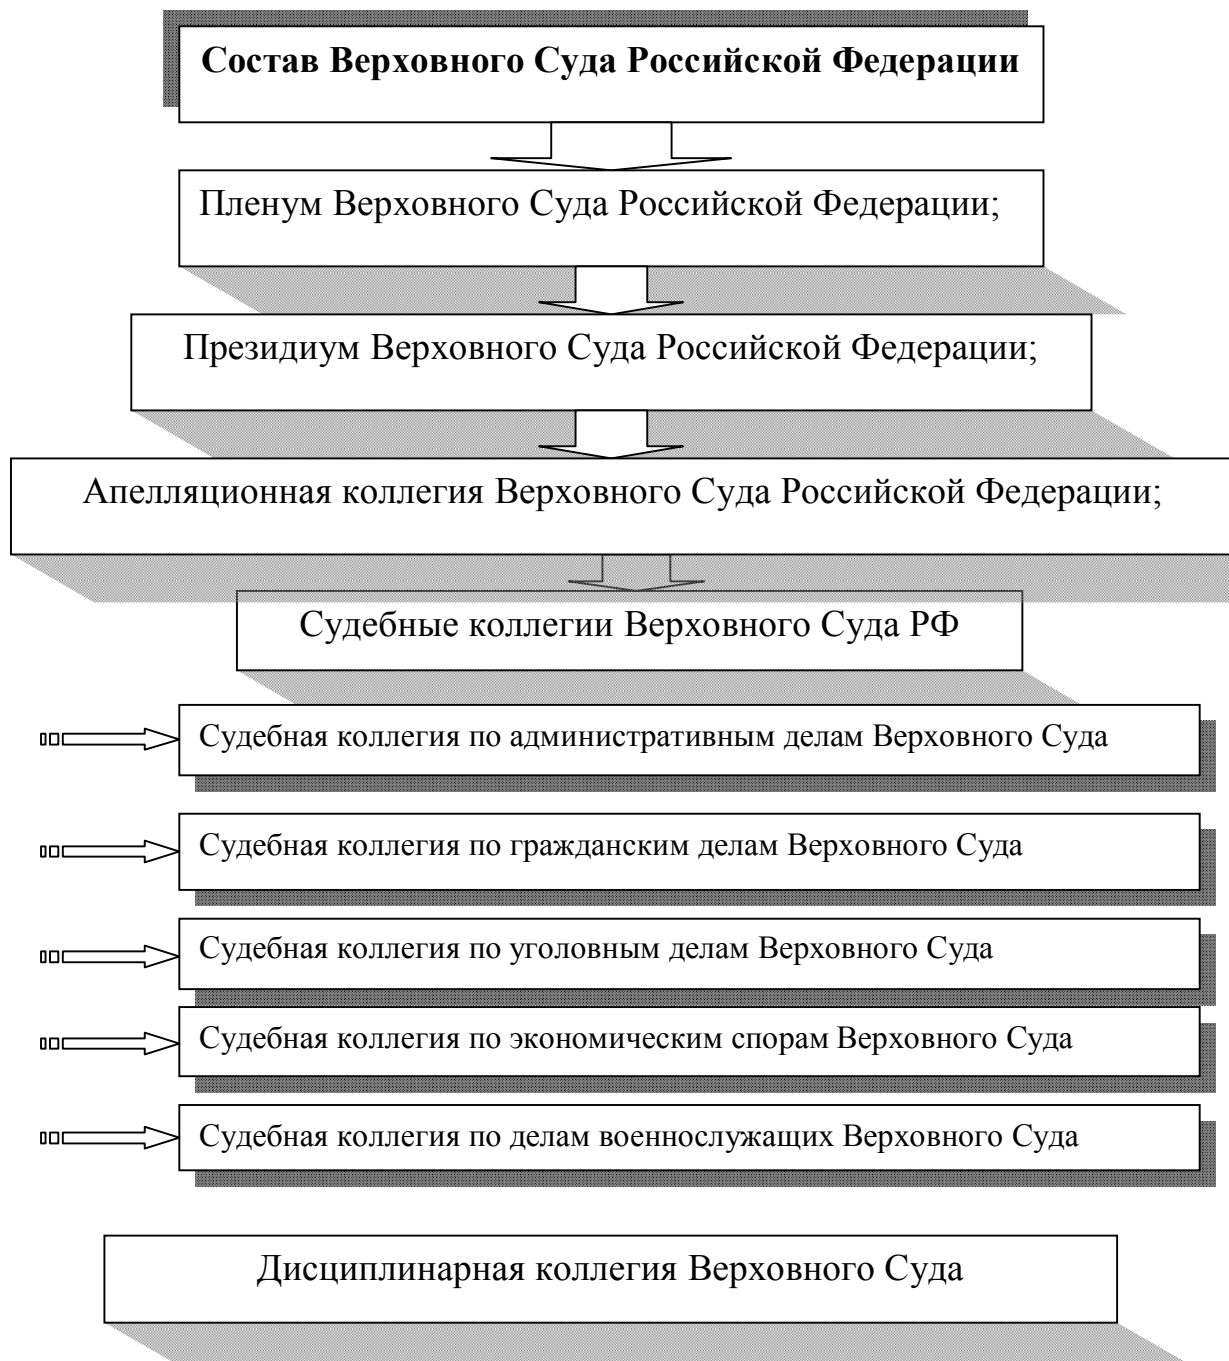 Состав Верховного Суда Российской Федерации
Пленум Верховного Суда Российской Федерации;
Президиум Верховного Суда Российской Федерации;
Апелляционная коллегия Верховного Суда Российской Федерации;
Судебные коллегии Верховного Суда РФ
Судебная коллегия по административным делам Верховного Суда
Судебная коллегия по гражданским делам Верховного Суда
Судебная коллегия по уголовным делам Верховного Суда
Судебная коллегия по экономическим спорам Верховного Суда
Судебная коллегия по делам военнослужащих Верховного Суда
Дисциплинарная коллегия Верховного Суда